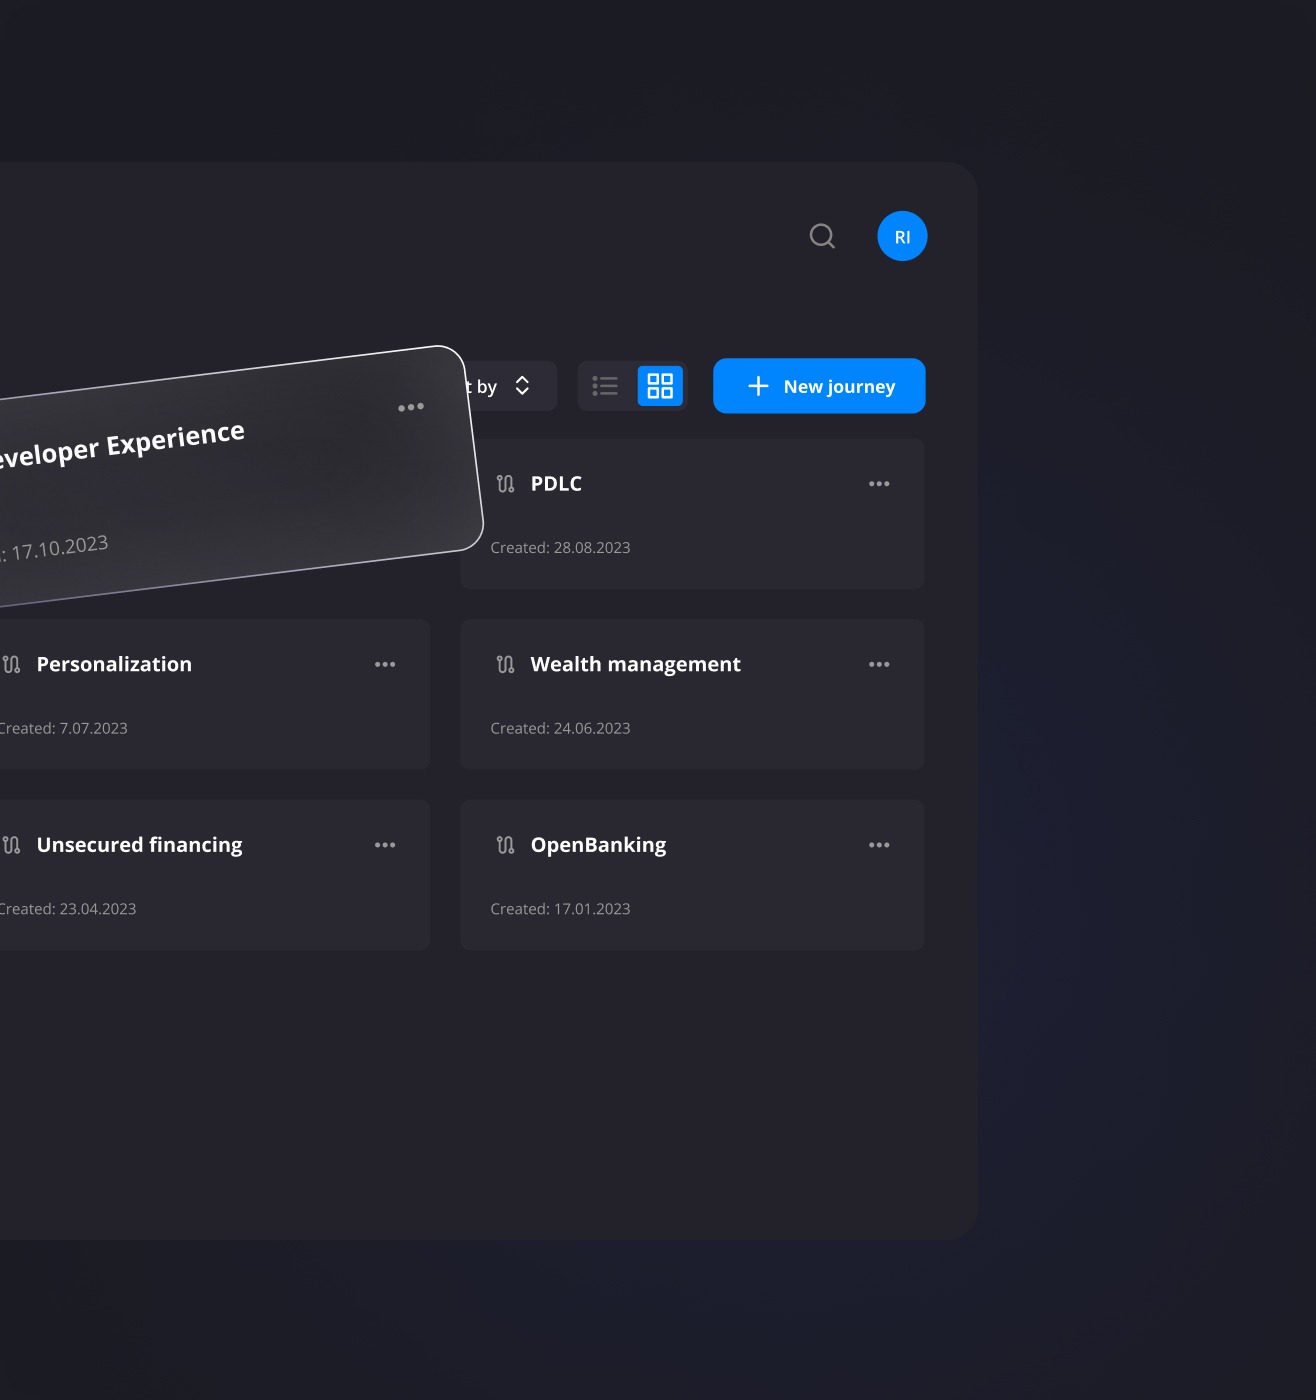 RI
t by
New journey
eveloper Experience
: 17.10.2023
PDLC
Created: 28.08.2023
Personalization
Created: 7.07.2023
Wealth management
Created: 24.06.2023
Unsecured financing
Created: 23.04.2023
OpenBanking
Created: 17.01.2023